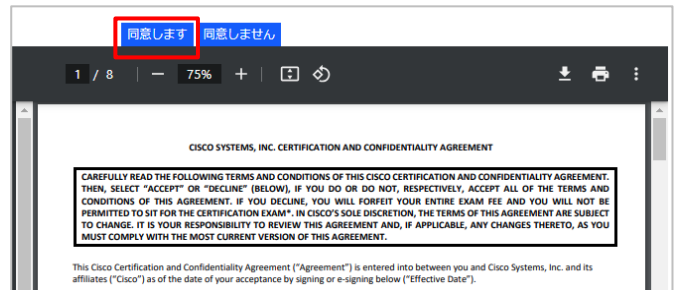 同意します 同意しません
1 / 8 | − 75% + |
CISCO SYSTEMS, INC. CERTIFICATION AND CONFIDENTIALITY AGREEMENT
CAREFULLY READ THE FOLLOWING TERMS AND CONDITIONS OF THIS CISCO CERTIFICATION AND CONFIDENTIALITY AGREEMENT.
THEN, SELECT “ACCEPT” OR “DECLINE” (BELOW), IF YOU DO OR DO NOT, RESPECTIVELY, ACCEPT ALL OF THE TERMS AND
CONDITIONS OF THIS AGREEMENT. IF YOU DECLINE, YOU WILL FORFEIT YOUR ENTIRE EXAM FEE AND YOU WILL NOT BE
PERMITTED TO SIT FOR THE CERTIFICATION EXAM*. IN CISCO’S SOLE DISCRETION, THE TERMS OF THIS AGREEMENT ARE SUBJECT
TO CHANGE. IT IS YOUR RESPONSIBILITY TO REVIEW THIS AGREEMENT AND, IF APPLICABLE, ANY CHANGES THERETO, AS YOU
MUST COMPLY WITH THE MOST CURRENT VERSION OF THIS AGREEMENT.
This Cisco Certification and Confidentiality Agreement (“Agreement”) is entered into between you and Cisco Systems, Inc. and its
affiliates (“Cisco”) as of the date of your acceptance by signing or e-signing below (“Effective Date”).